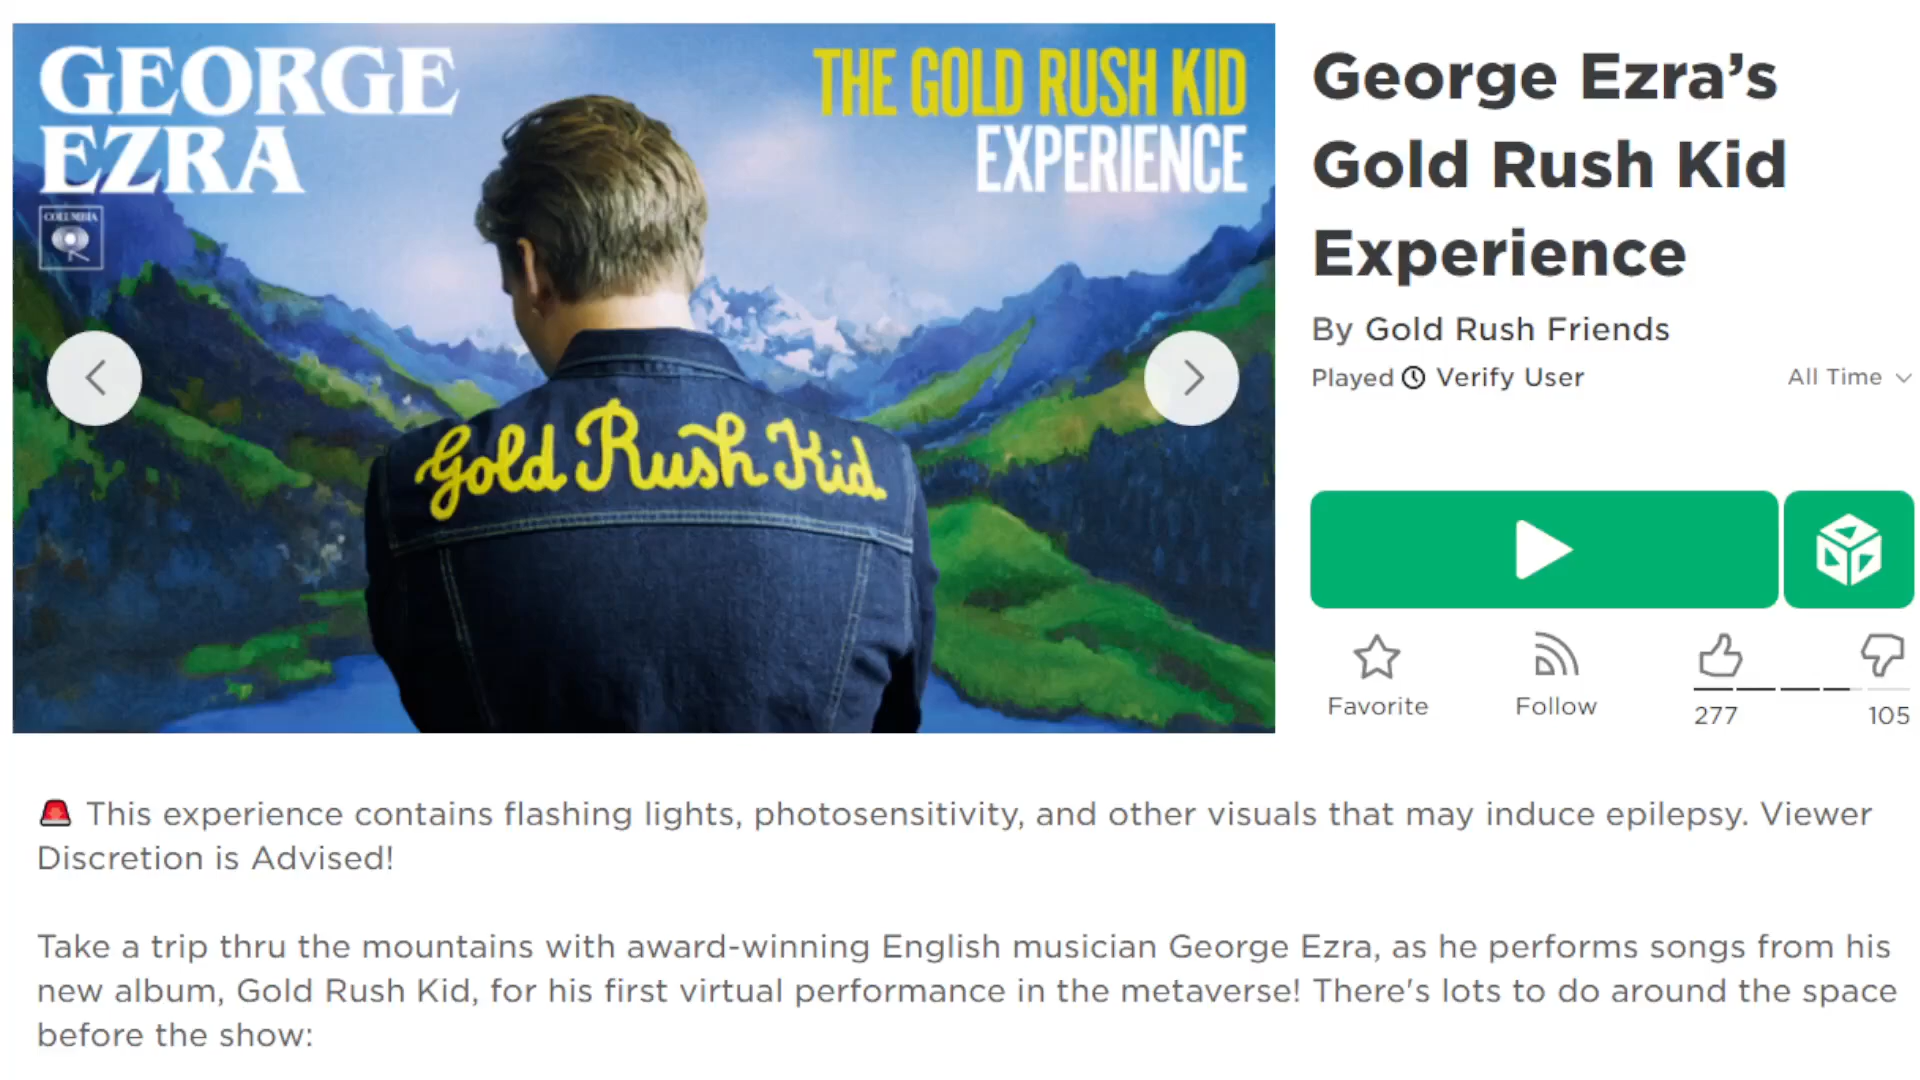 GEORGE
EZRA
COLUMBIA
THE GOLD RUSH KID
EXPERIENCE
Gold Rush Kid
George Ezra’s
Gold Rush Kid
Experience
By Gold Rush Friends
Played Verify User
All Time
Favorite
Follow
277
105
This experience contains flashing lights, photosensitivity, and other visuals that may induce epilepsy. Viewer
Discretion is Advised!
Take a trip thru the mountains with award-winning English musician George Ezra, as he performs songs from his
new album, Gold Rush Kid, for his first virtual performance in the metaverse! There's lots to do around the space
before the show: